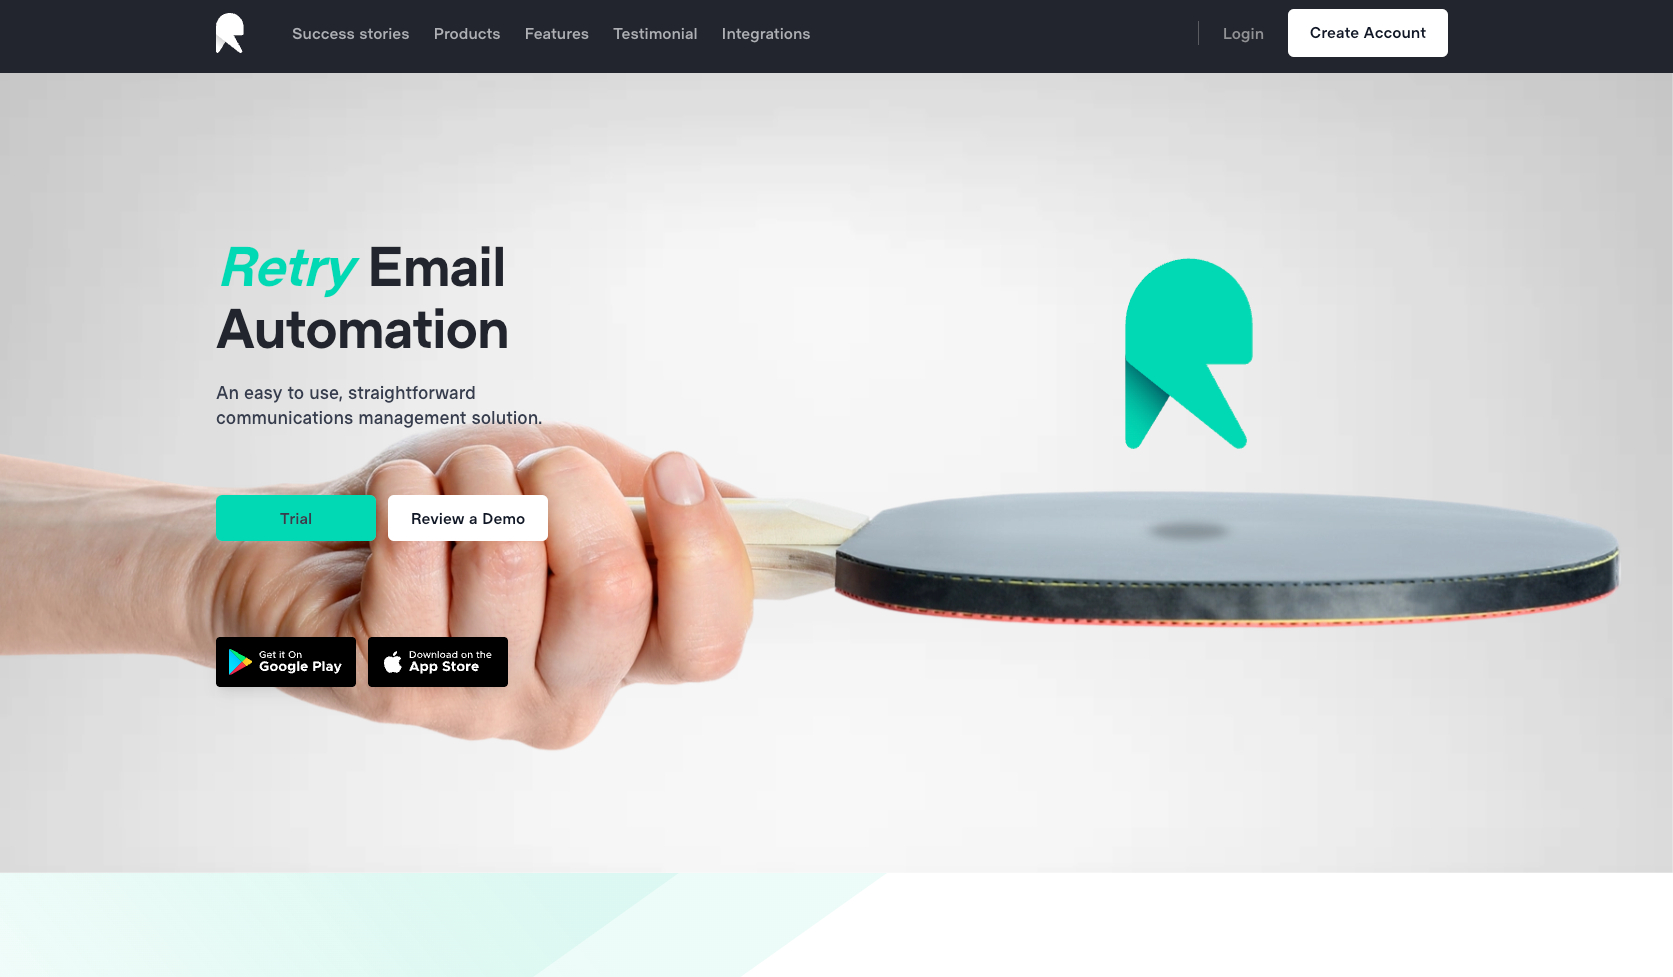 Success stories
Products
Features
Testimonial
Integrations
Login
Create Account
Retry Email
Automation
An easy to use, straightforward
communications management solution.
Trial
Review a Demo
Get it On
Google Play
Download on the
App Store